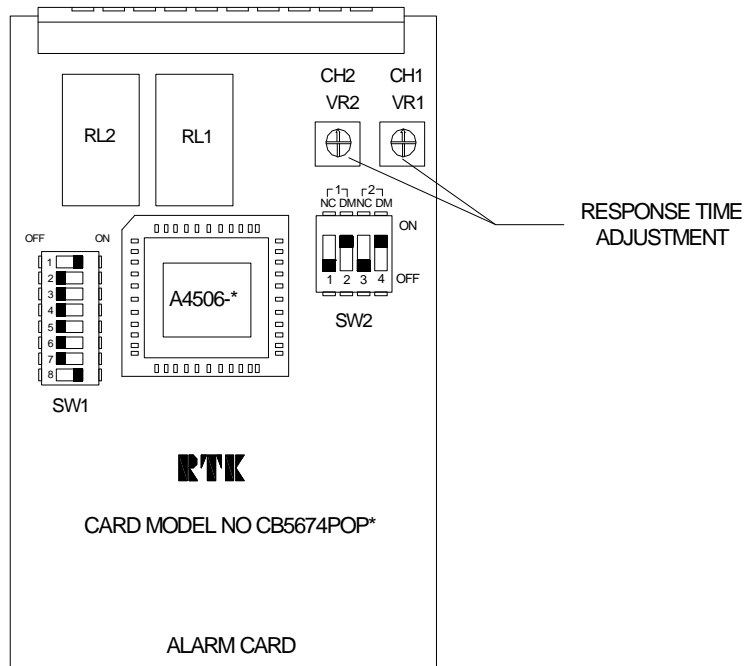 CH2 CH1
VR2 VR1
RL2 RL1
1 2
NC DM NC DM
RESPONSE TIME
ADJUSTMENT
ON
OFF ON
1
2
3
4
5
6
7
8
A4506-*
1 2 3 4
OFF
SW2
SW1
RTK
CARD MODEL NO CB5674POP*
ALARM CARD